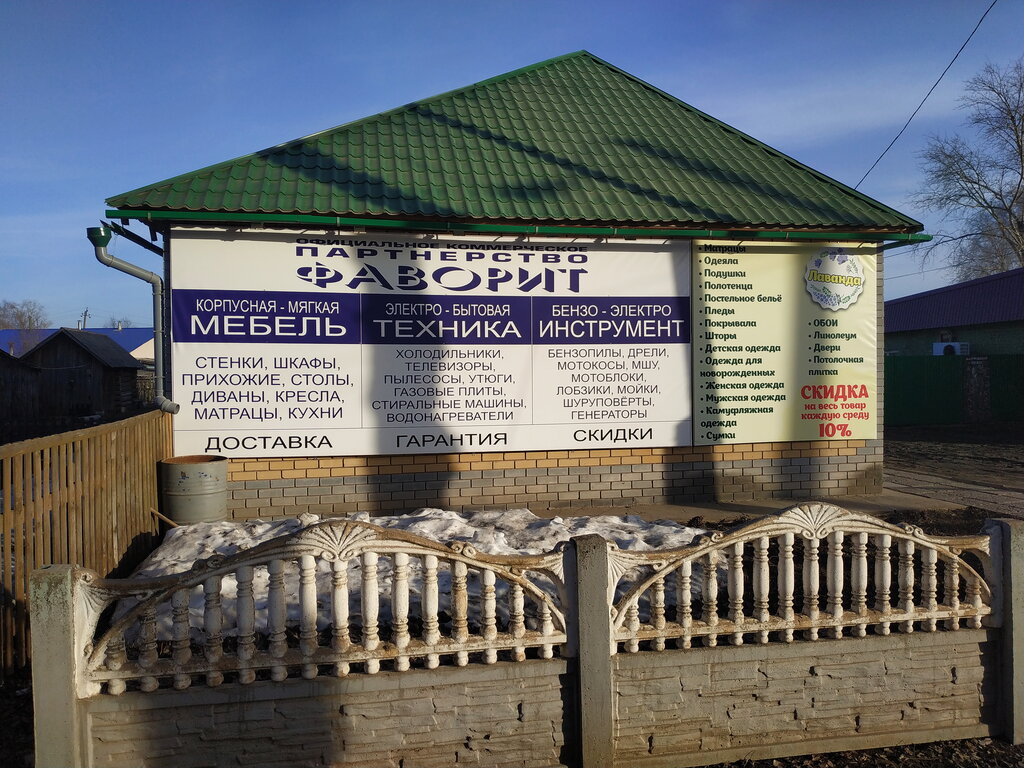 ОФИЦИАЛЬНОЕ КОММЕРЧЕСКОЕ
ПАРТНЕРСТВО
ФАВОРИТ
КОРПУСНАЯ - МЯГКАЯ
МЕБЕЛЬ
СТЕНКИ, ШКАФЫ,
ПРИХОЖИЕ, СТОЛЫ,
ДИВАНЫ, КРЕСЛА,
МАТРАЦЫ, КУХНИ
ДОСТАВКА
ЭЛЕКТРО - БЫТОВАЯ
ТЕХНИКА
ХОЛОДИЛЬНИКИ,
ТЕЛЕВИЗОРЫ,
ПЫЛЕСОСЫ, УТЮГИ,
ГАЗОВЫЕ ПЛИТЫ,
СТИРАЛЬНЫЕ МАШИНЫ,
ВОДОНАГРЕВАТЕЛИ
ГАРАНТИЯ
БЕНЗО - ЭЛЕКТРО
ИНСТРУМЕНТ
БЕНЗОПИЛЫ, ДРЕЛИ,
МОТОКОСЫ, МШУ,
МОТОБЛОКИ,
ЛОБЗИКИ, МОЙКИ,
ШУРУПОВЁРТЫ,
ГЕНЕРАТОРЫ
СКИДКИ
• Матрацы
• Одеяла
• Подушки
• Полотенца
• Постельное бельё
• Пледы
• Покрывала
• Шторы
• Детская одежда
• Одежда для
новорожденных
• Женская одежда
• Мужская одежда
• Камуфляжная
одежда
• Сумки
Лаванда
• ОБОИ
• Линолеум
• Двери
• Потолочная
плитка
СКИДКА
на весь товар
каждую среду
10%